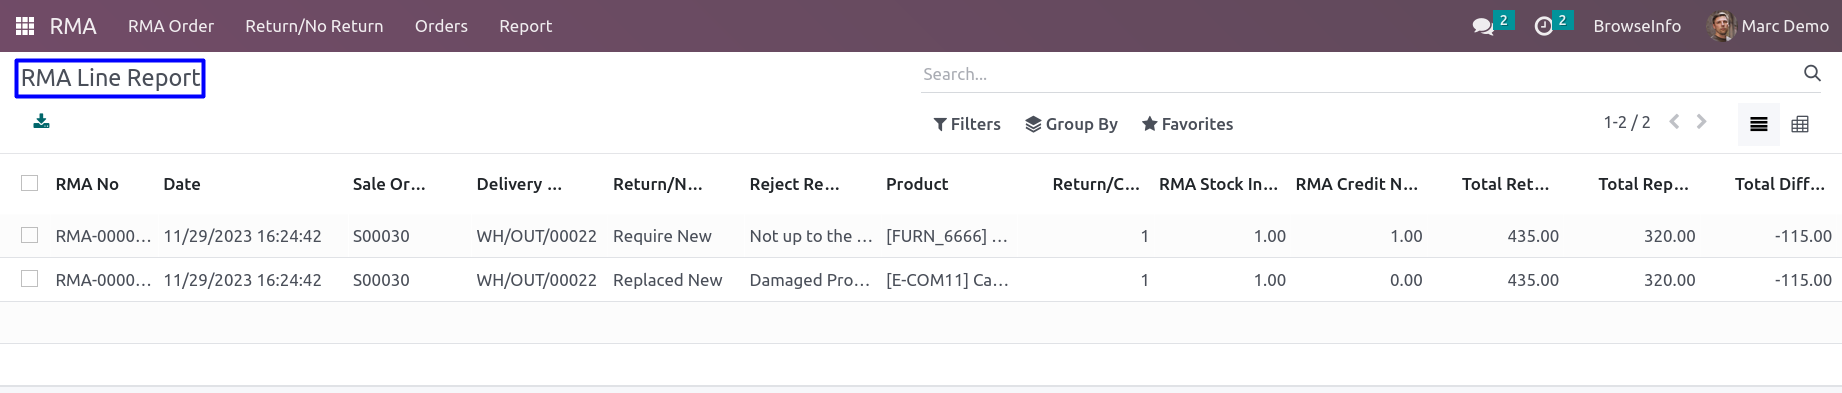 RMA RMA Order Return/No Return Orders Report 2 2 BrowseInfo Marc Demo
RMA Line Report Search...
Filters Group By Favorites 1-2 / 2
RMA No Date Sale Or... Delivery ... Return/N... Reject Re... Product Return/C... RMA Stock In... RMA Credit N... Total Ret... Total Rep... Total Diff...
RMA-0000... 11/29/2023 16:24:42 S00030 WH/OUT/00022 Require New Not up to the ... [FURN_6666] ... 1 1.00 1.00 435.00 320.00 -115.00
RMA-0000... 11/29/2023 16:24:42 S00030 WH/OUT/00022 Replaced New Damaged Pro... [E-COM11] Ca... 1 1.00 0.00 435.00 320.00 -115.00